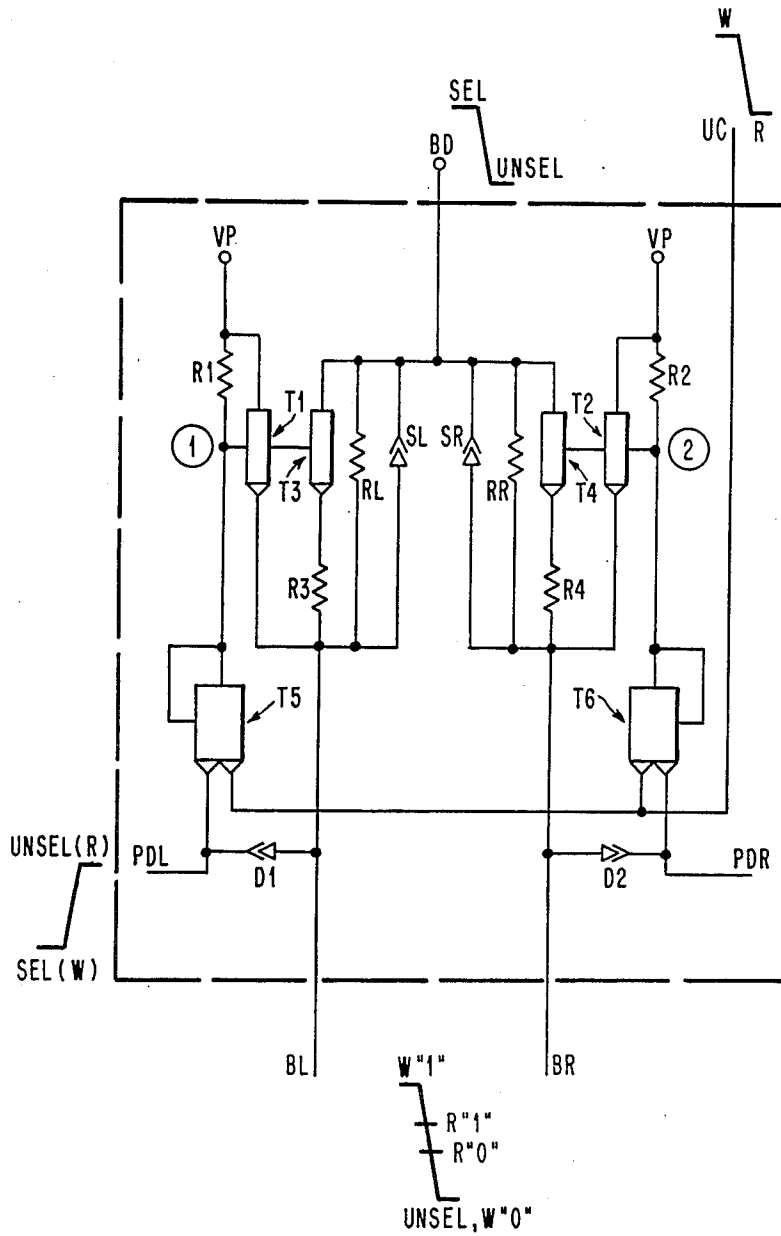 W
SEL
BD
UC
R
UNSEL
VP
VP
R1
T1
SL
SR
T2
R2
1
2
T3
RL
RR
T4
R3
R4
T5
T6
UNSEL(R)
PDL
D1
D2
PDR
SEL(W)
BL
W"1"
BR
R"1"
R"0"
UNSEL,W"0"